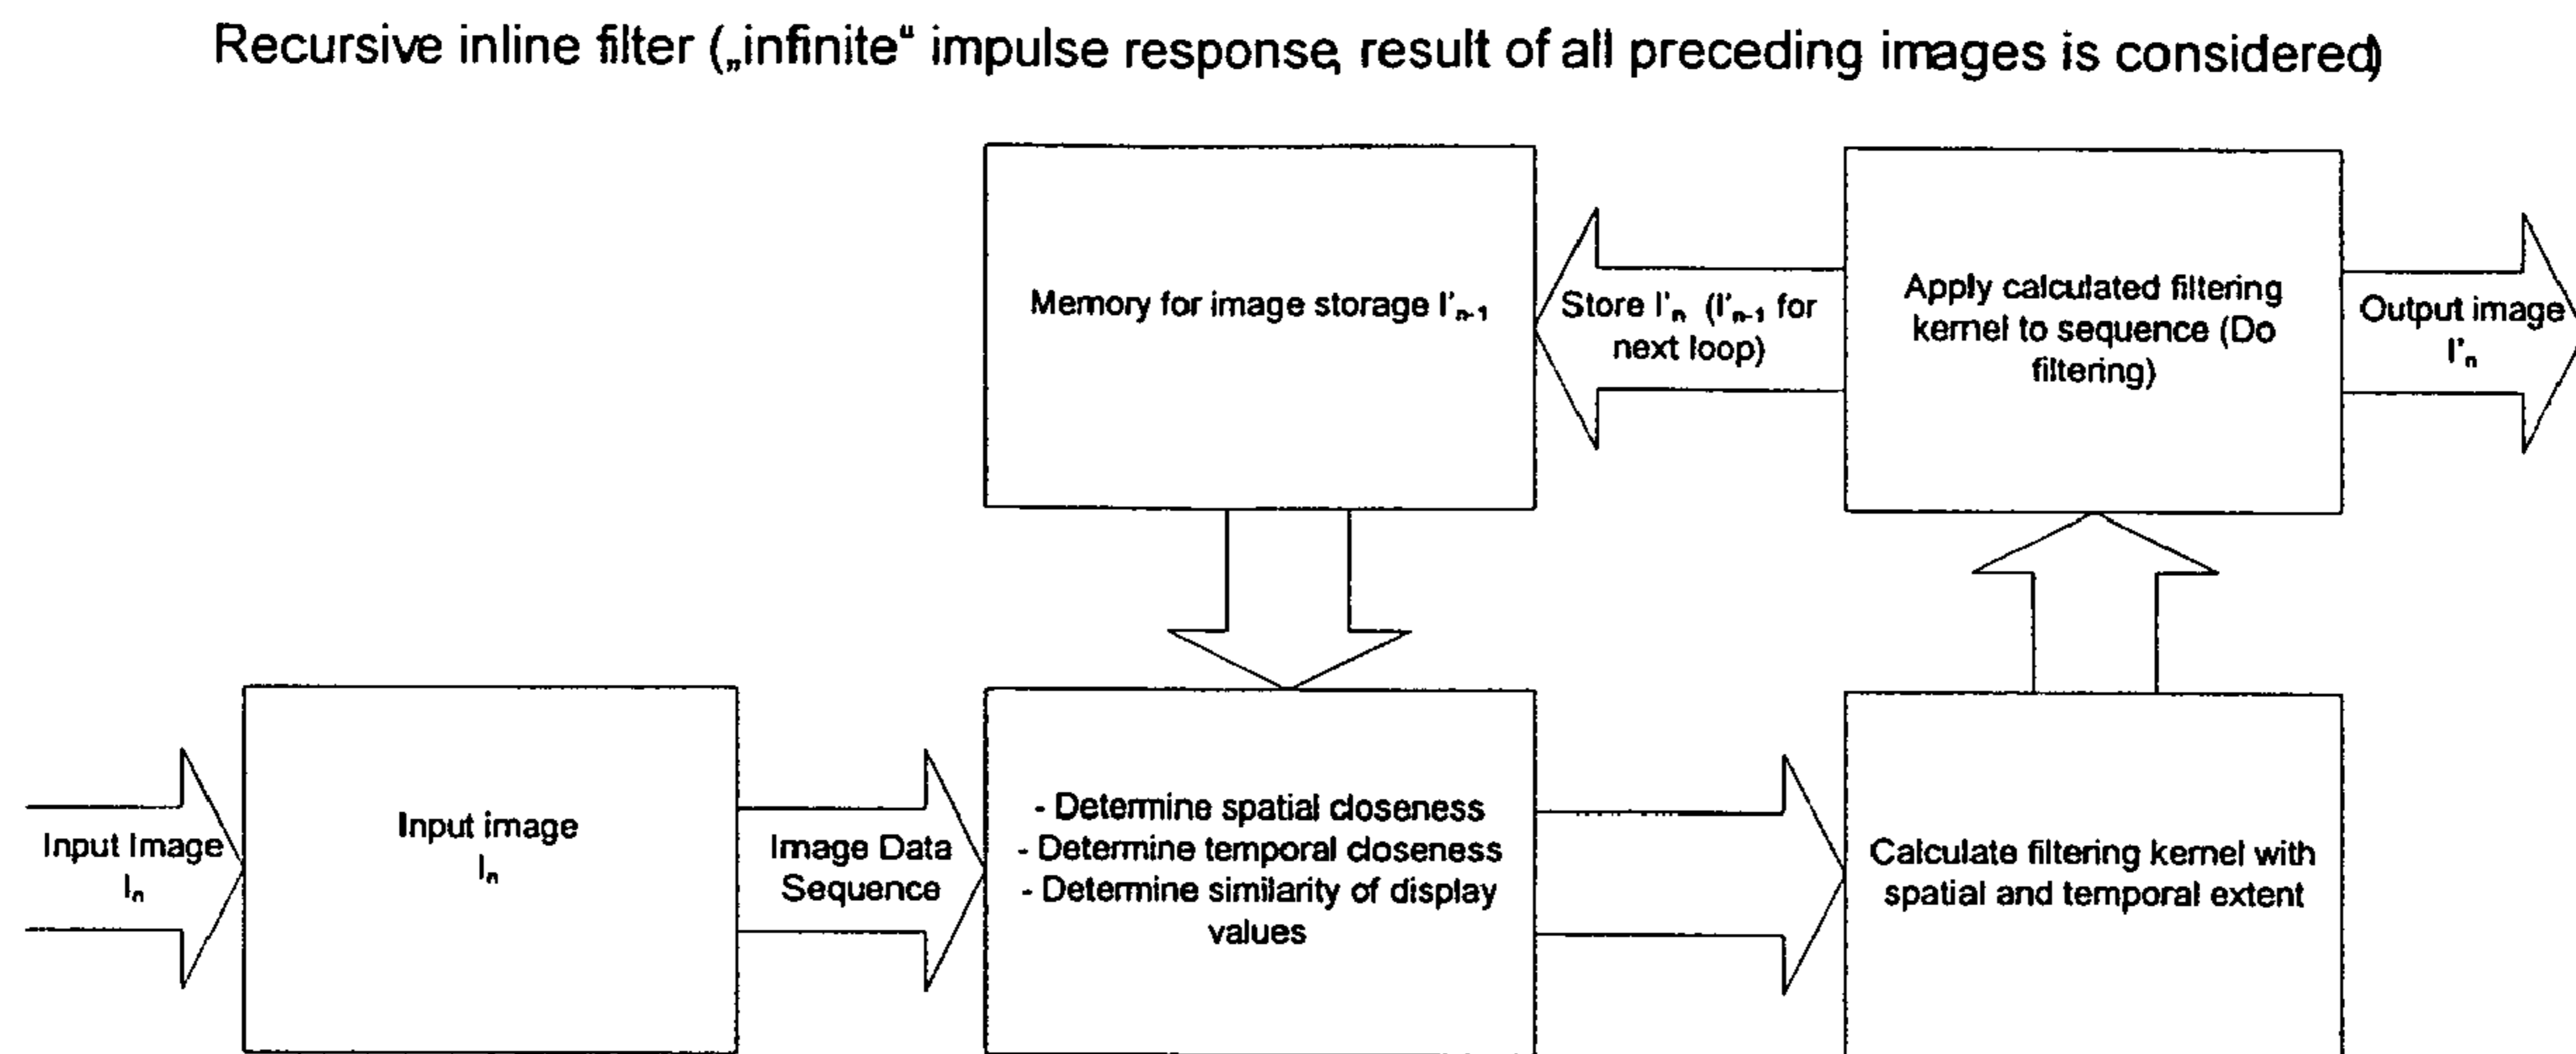 Recursive inline filter („infinite“ impulse response, result of all preceding images is considered)
Memory for image storage I'n-1
Store I'n (I'n-1 for
next loop)
Apply calculated filtering
kernel to sequence (Do
filtering)
Output image
I'n
Input Image
In
Input image
In
Image Data
Sequence
- Determine spatial closeness
- Determine temporal closeness
- Determine similarity of display
values
Calculate filtering kernel with
spatial and temporal extent